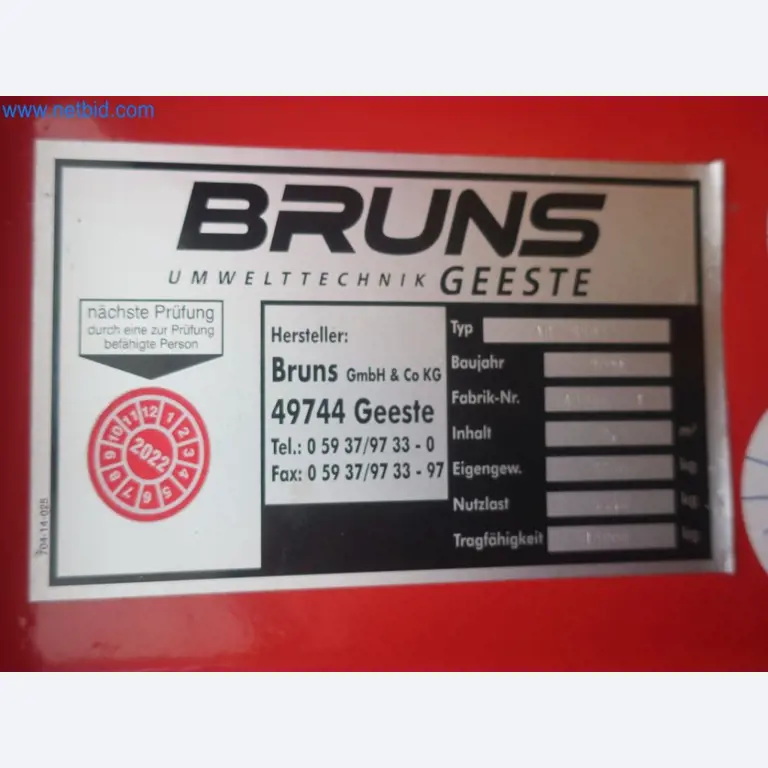 www.netbid.com
BRUNS
UMWELTTECHNIK GEESTE
nächste Prüfung
durch eine zur Prüfung
befähigte Person
12 1 2 3 4 5 6 7 8 9 10 11
2022
704-14-025
Hersteller:
Bruns GmbH & Co KG
49744 Geeste
Tel.: 0 59 37/97 33 - 0
Fax: 0 59 37/97 33 - 97
Typ
Baujahr
Fabrik-Nr.
Inhalt m³
Eigengew. kg
Nutzlast kg
Tragfähigkeit kg